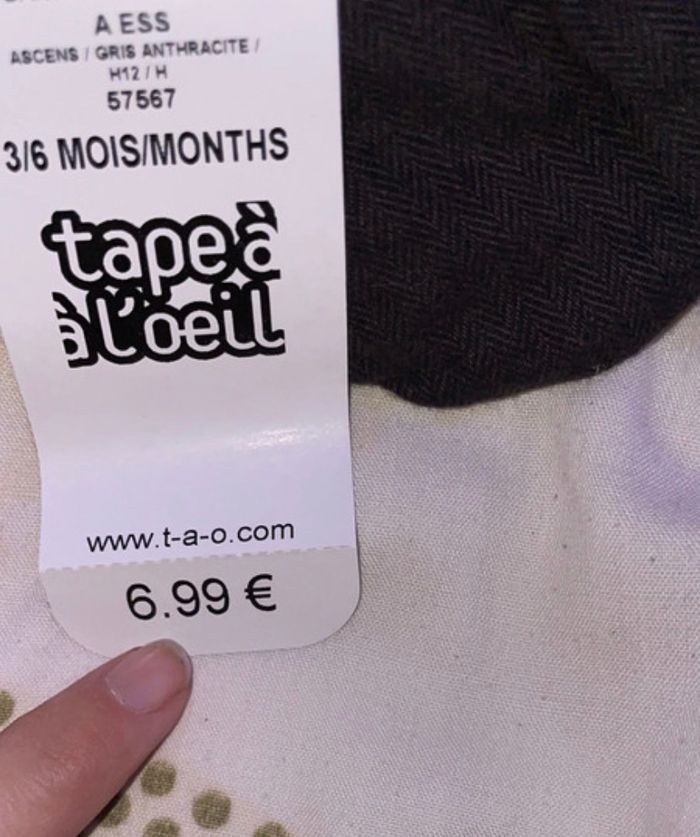 A ESS
ASCENS / GRIS ANTHRACITE /
H12 / H
57567
3/6 MOIS/MONTHS
tape à
à l'oeil
www.t-a-o.com
6.99 €